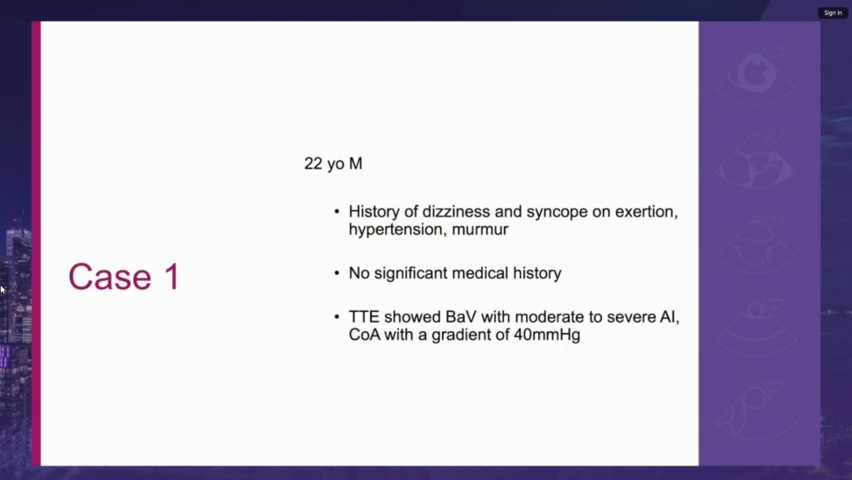 Sign in
22 yo M
• History of dizziness and syncope on exertion,
hypertension, murmur
Case 1
• No significant medical history
• TTE showed BaV with moderate to severe AI,
CoA with a gradient of 40mmHg